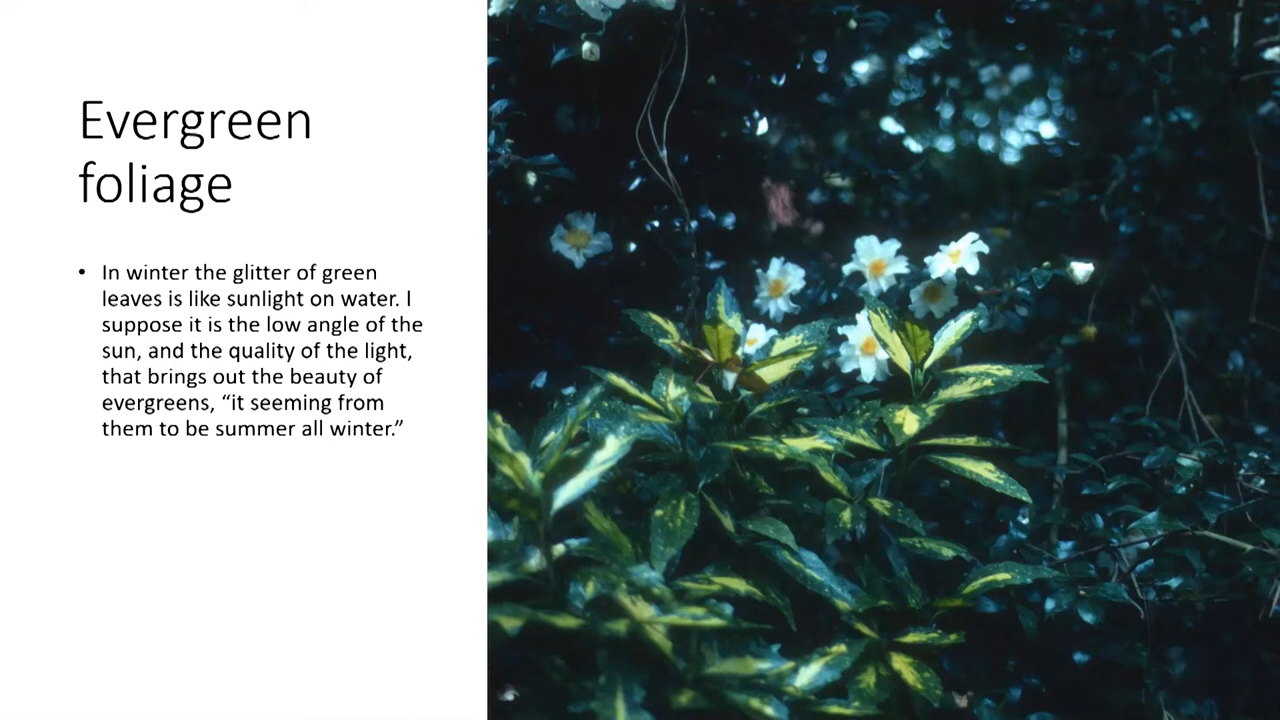 Evergreen
foliage
• In winter the glitter of green
leaves is like sunlight on water. I
suppose it is the low angle of the
sun, and the quality of the light,
that brings out the beauty of
evergreens, “it seeming from
them to be summer all winter.”